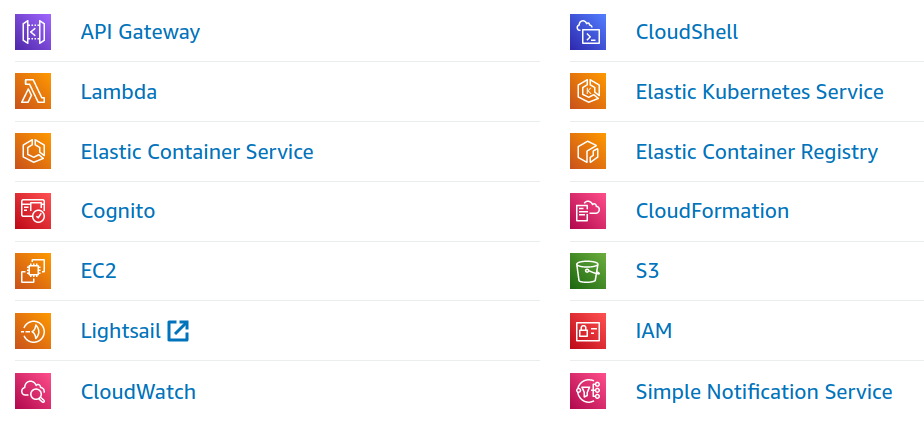 API Gateway
CloudShell
Lambda
Elastic Kubernetes Service
Elastic Container Service
Elastic Container Registry
Cognito
CloudFormation
EC2
S3
Lightsail
IAM
CloudWatch
Simple Notification Service